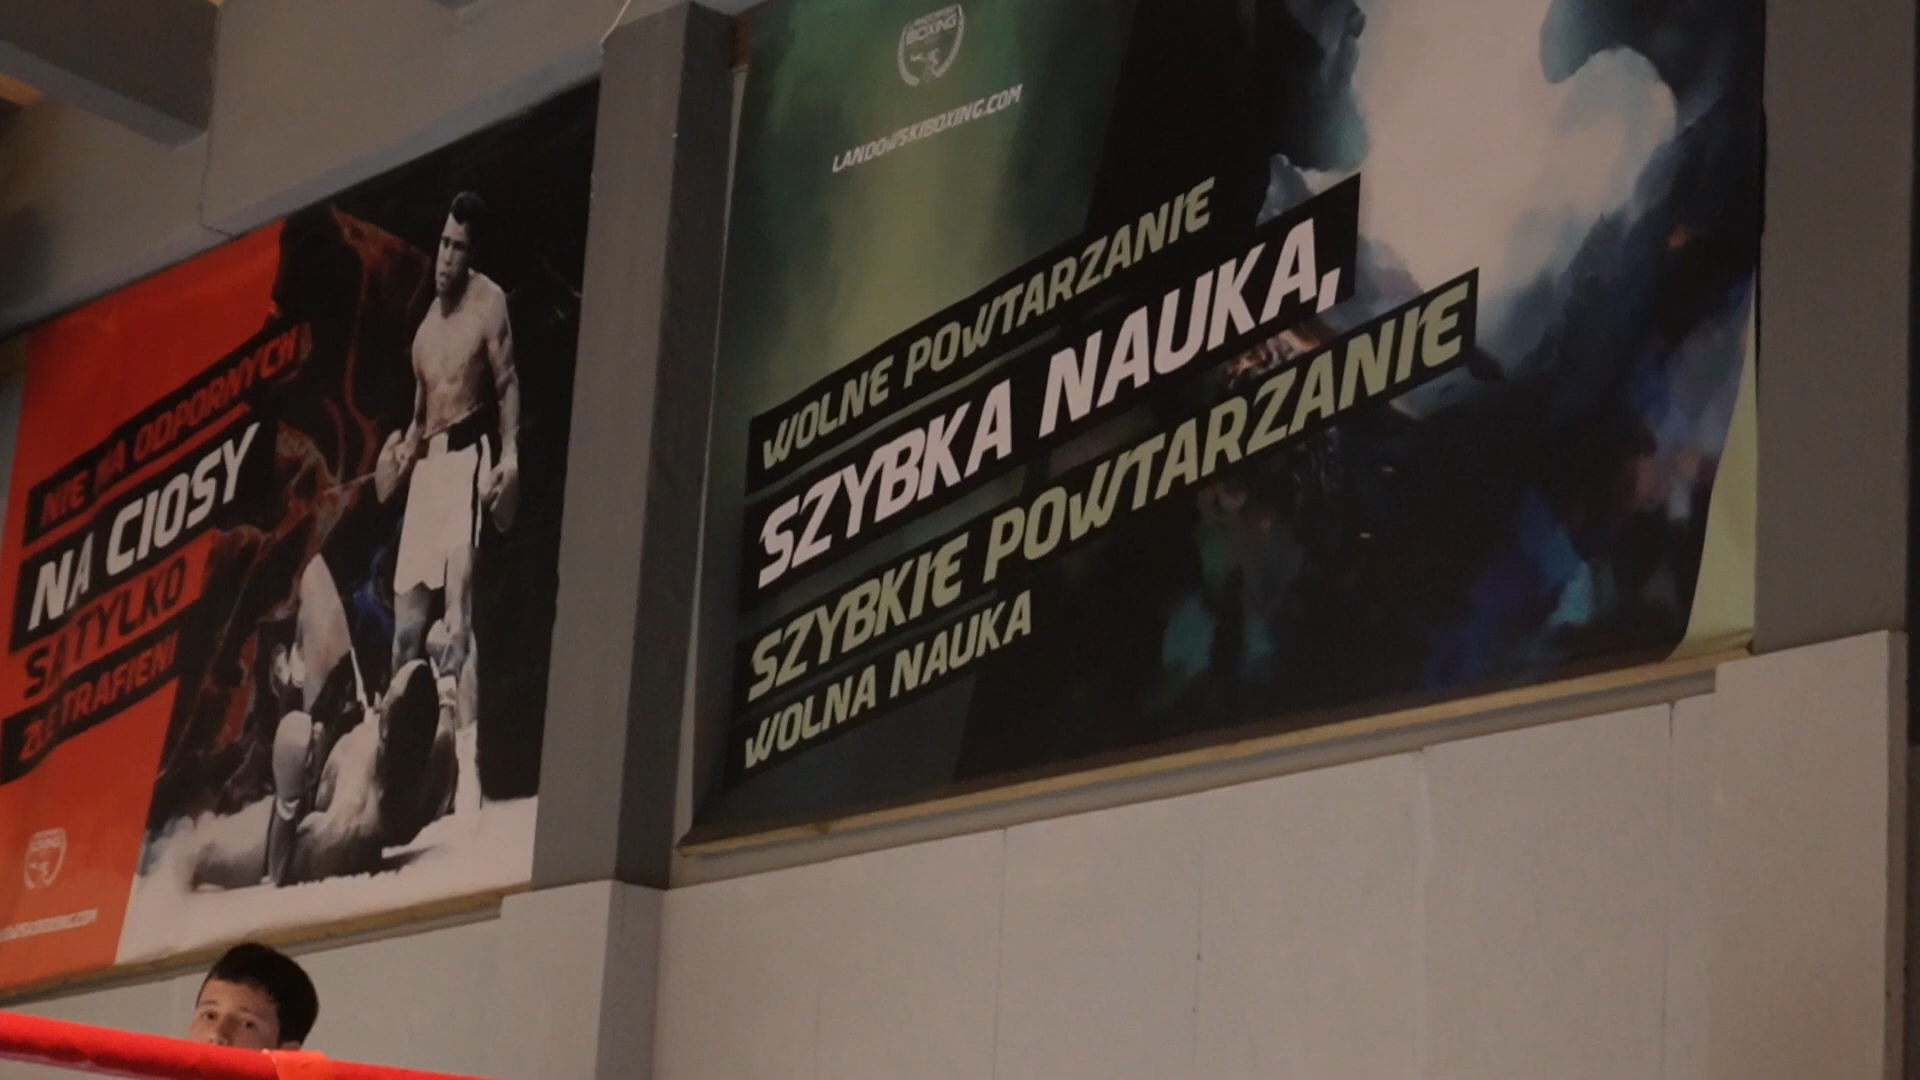 NIE MA ODPORNYCH
NA CIOSY
SĄ TYLKO
ŹLE TRAFIENI
BOXING
LANDOWSKIBOXING.COM
WOLNE POWTARZANIE
SZYBKA NAUKA,
SZYBKIE POWTARZANIE
WOLNA NAUKA